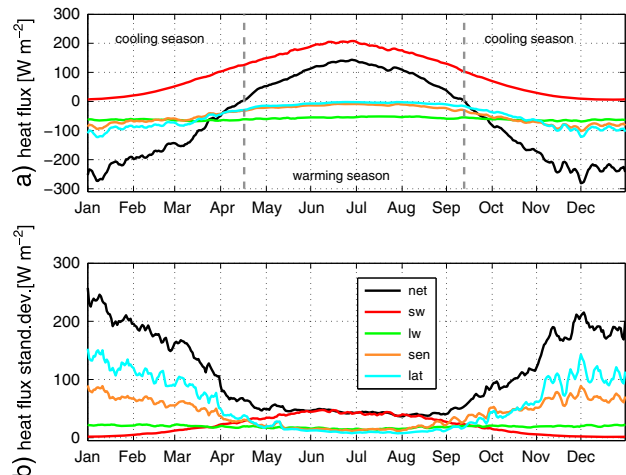 a) heat flux [W m⁻²]
300
200
100
0
−100
−200
−300
cooling season
cooling season
warming season
Jan Feb Mar Apr May Jun Jul Aug Sep Oct Nov Dec
b) heat flux stand.dev.[W m⁻²]
300
200
100
0
net
sw
lw
sen
lat
Jan Feb Mar Apr May Jun Jul Aug Sep Oct Nov Dec